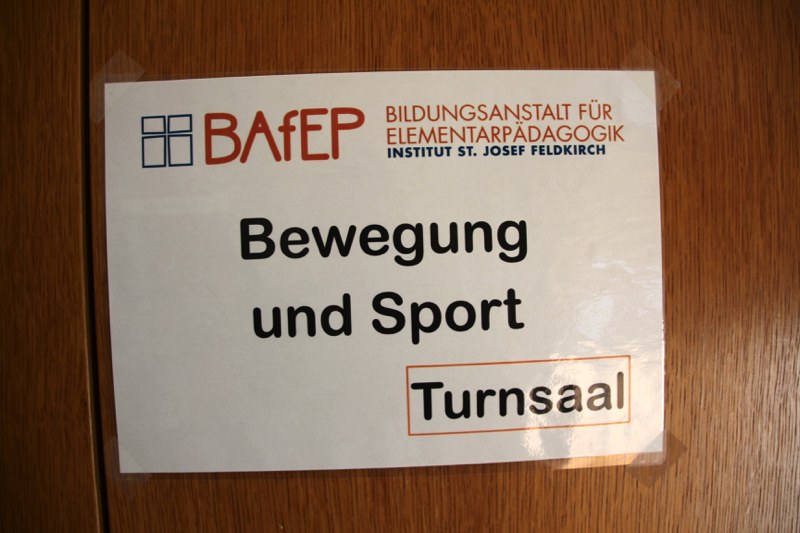 BAfEP
BILDUNGSANSTALT FÜR
ELEMENTARPÄDAGOGIK
INSTITUT ST. JOSEF FELDKIRCH
Bewegung
und Sport
Turnsaal